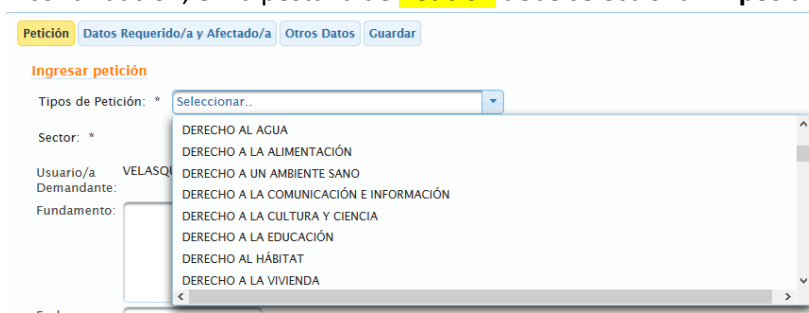 Petición Datos Requerido/a y Afectado/a Otros Datos Guardar
Ingresar petición
Tipos de Petición: * Seleccionar..
DERECHO AL AGUA
Sector: *
DERECHO A LA ALIMENTACIÓN
Usuario/a
Demandante:
DERECHO A UN AMBIENTE SANO
DERECHO A LA COMUNICACIÓN E INFORMACIÓN
Fundamento:
DERECHO A LA CULTURA Y CIENCIA
DERECHO A LA EDUCACIÓN
DERECHO AL HÁBITAT
DERECHO A LA VIVIENDA